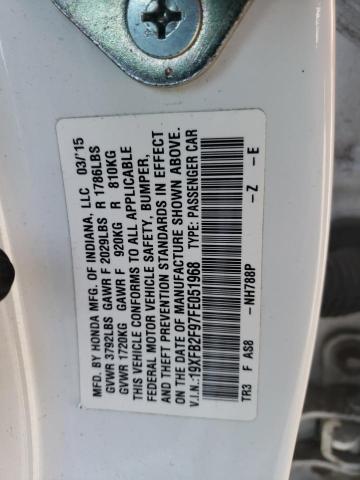 MFD. BY HONDA MFG. OF INDIANA, LLC 03/15
GVWR 3792LBS GAWR F 2029LBS R 1786LBS
GVWR 1720KG GAWR F 920KG R 810KG
THIS VEHICLE CONFORMS TO ALL APPLICABLE
FEDERAL MOTOR VEHICLE SAFETY, BUMPER,
AND THEFT PREVENTION STANDARDS IN EFFECT
ON THE DATE OF MANUFACTURE SHOWN ABOVE.
V.I.N.:19XFB2F97FE051968 TYPE: PASSENGER CAR
-NH788P -Z -E
TR3 F AS8